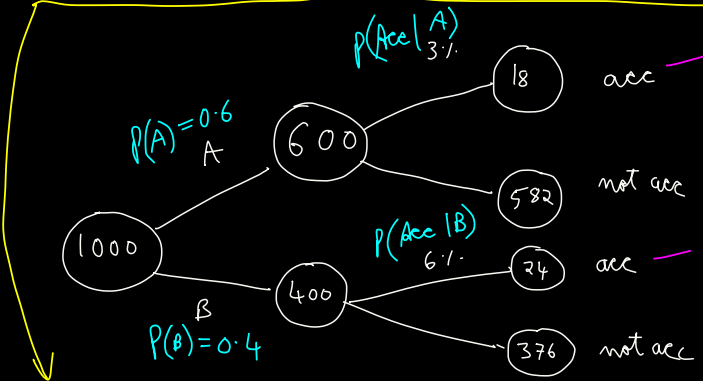 P(Acc | A)
3%
18 acc
P(A) = 0.6
A
600
not acc
582
1000
P(Acc | B)
6%
24 acc
400
B
P(B) = 0.4
376 not acc